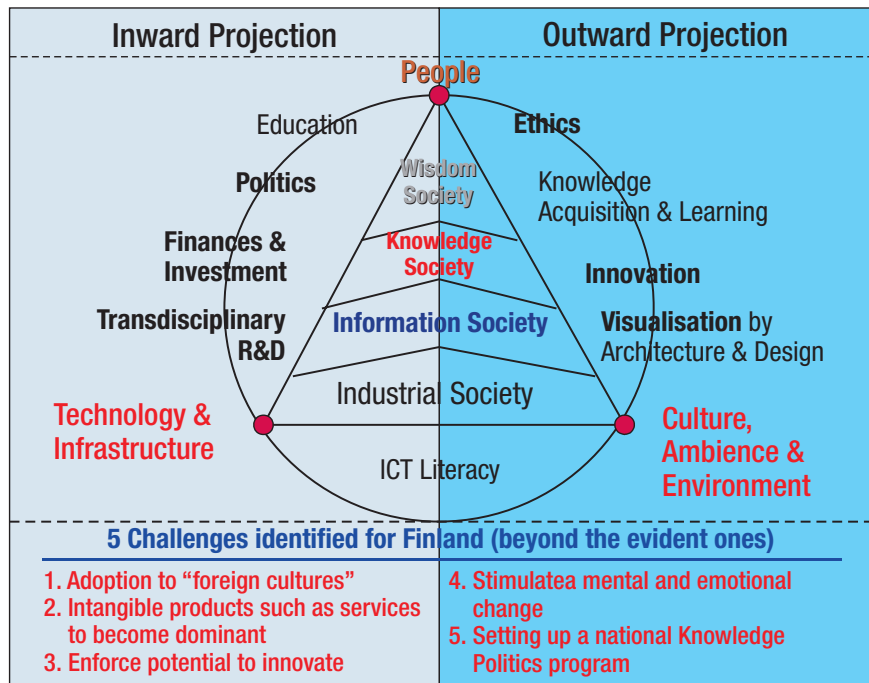 Inward Projection
Outward Projection
People
Education
Ethics
Politics
Wisdom
Society
Knowledge
Acquisition & Learning
Finances &
Investment
Knowledge
Society
Innovation
Transdisciplinary
R&D
Information Society
Visualisation by
Architecture & Design
Industrial Society
Technology &
Infrastructure
Culture,
Ambience &
Environment
ICT Literacy
5 Challenges identified for Finland (beyond the evident ones)
1. Adoption to “foreign cultures”
2. Intangible products such as services
to become dominant
3. Enforce potential to innovate
4. Stimulatea mental and emotional
change
5. Setting up a national Knowledge
Politics program